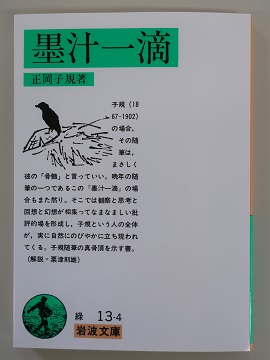 墨汁一滴
正岡子規著
子規(18
67-1902)
の場合,
その随
筆は,
まさしく
彼の「骨髄」と言っていい.晩年の随
筆の一つであるこの「墨汁一滴」の場
合もまた然り.そこでは観察と思考と
回想と幻想が相集ってなまなましい批
評的場を形成し,子規という人の全体
が,実に自然にのびやかに立ち現われ
てくる.子規随筆の真骨頂を示す書.
(解説・粟津則雄)
緑 13-4
岩波文庫